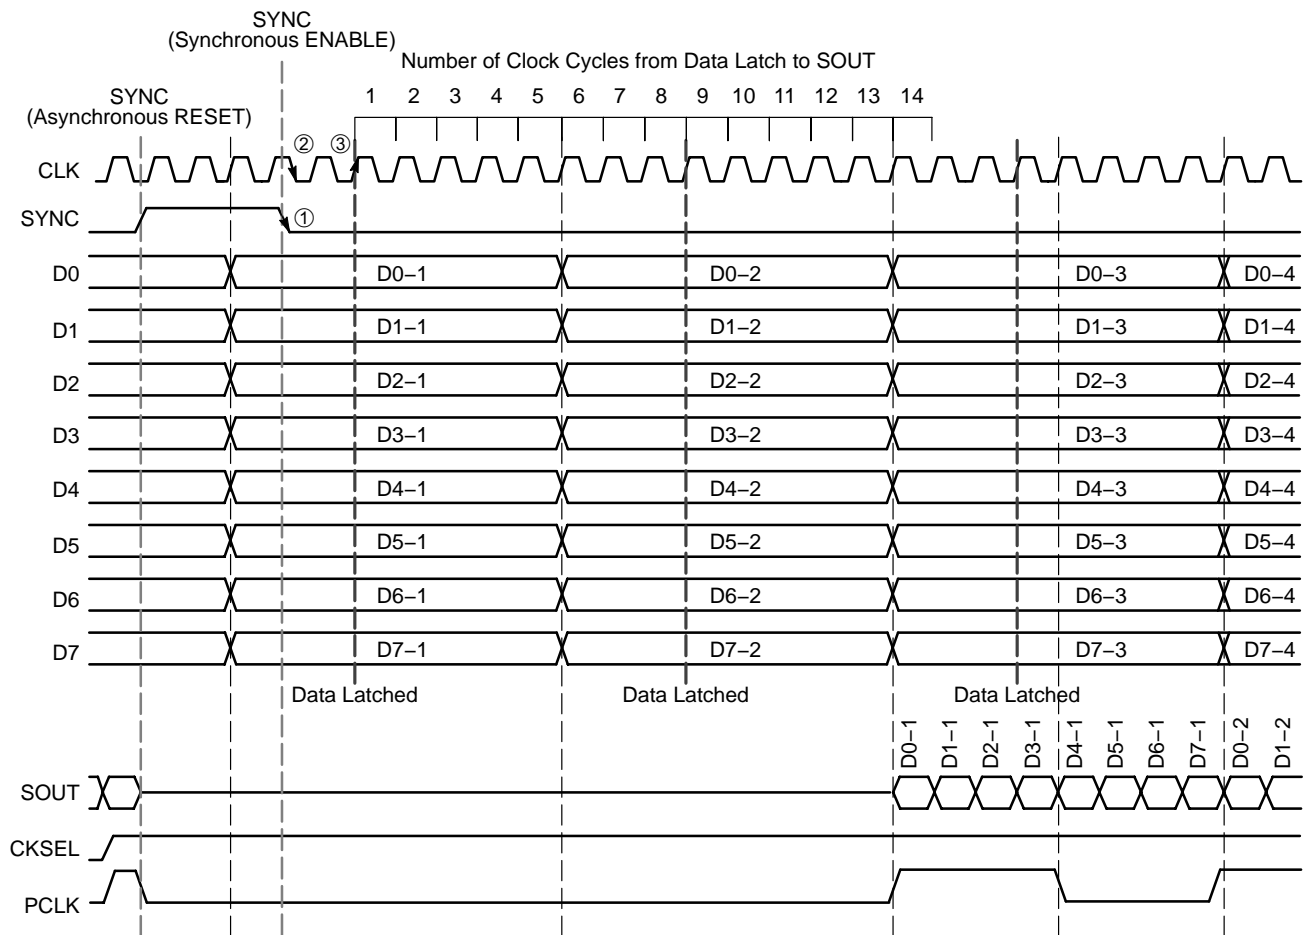 SYNC
(Synchronous ENABLE)
Number of Clock Cycles from Data Latch to SOUT
SYNC
(Asynchronous RESET)
1 2 3 4 5 6 7 8 9 10 11 12 13 14
② ③
CLK
SYNC ①
D0 D0−1 D0−2 D0−3 D0−4
D1 D1−1 D1−2 D1−3 D1−4
D2 D2−1 D2−2 D2−3 D2−4
D3 D3−1 D3−2 D3−3 D3−4
D4 D4−1 D4−2 D4−3 D4−4
D5 D5−1 D5−2 D5−3 D5−4
D6 D6−1 D6−2 D6−3 D6−4
D7 D7−1 D7−2 D7−3 D7−4
Data Latched Data Latched Data Latched
D0−1 D1−1 D2−1 D3−1 D4−1 D5−1 D6−1 D7−1 D0−2 D1−2
SOUT
CKSEL
PCLK